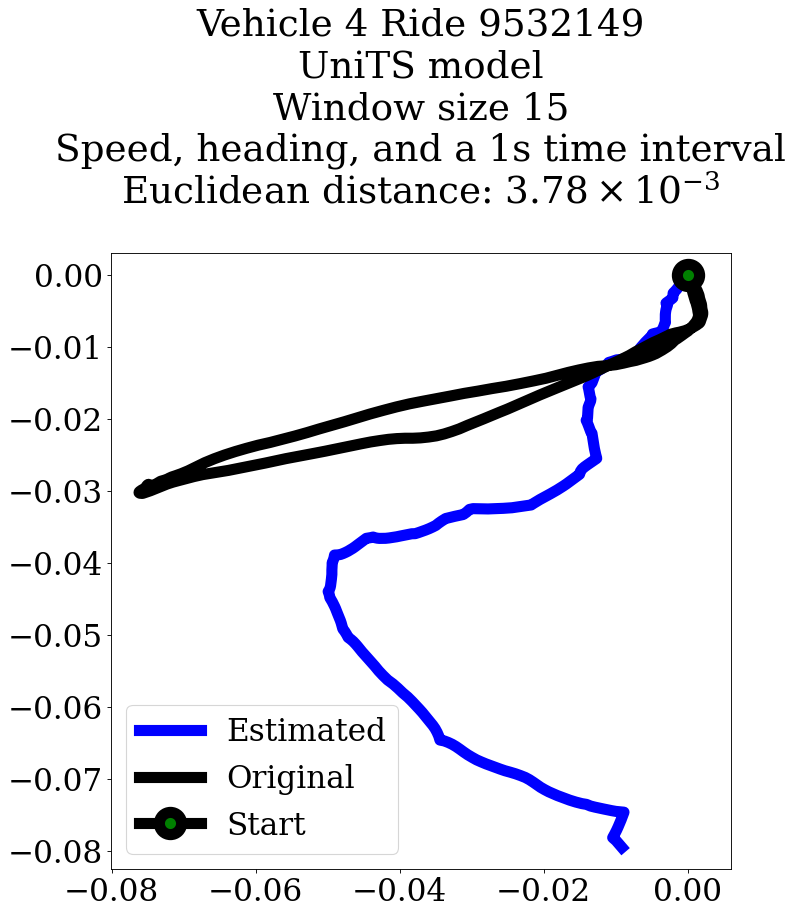 Vehicle 4 Ride 9532149
UniTS model
Window size 15
Speed, heading, and a 1s time interval
Euclidean distance: 3.78 × 10⁻³
0.00
−0.01
−0.02
−0.03
−0.04
−0.05
−0.06
−0.07
−0.08
Estimated
Original
Start
−0.08 −0.06 −0.04 −0.02 0.00